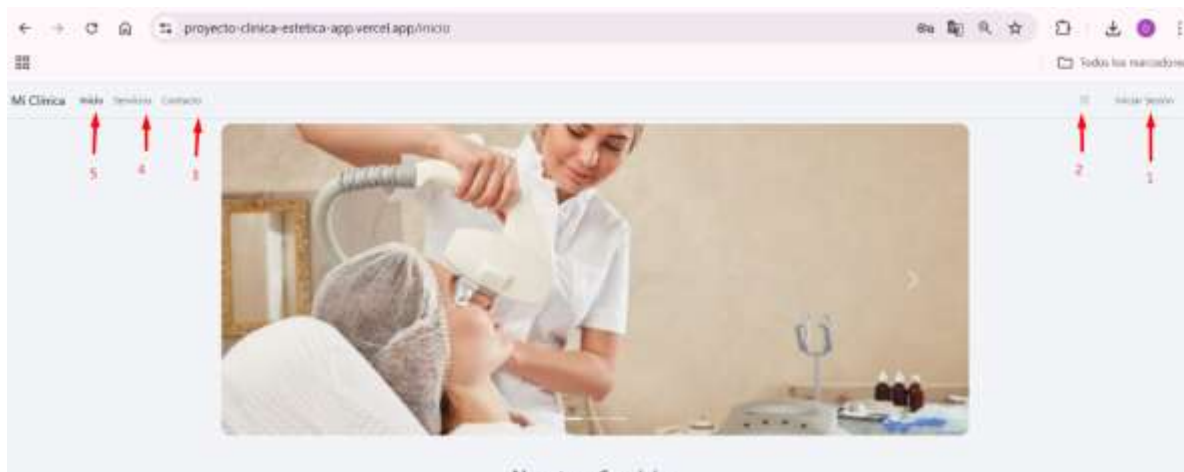 proyecto-clinica-estetica-app.vercel.app/inicio
Todos los marcadores
Mi Clínica Inicio Servicios Contacto Iniciar Sesión
5 4 3 2 1